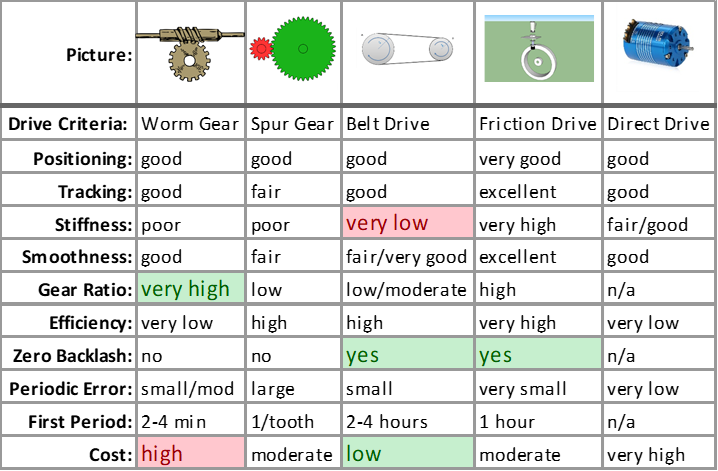 Picture:
Drive Criteria: Worm Gear Spur Gear Belt Drive Friction Drive Direct Drive
Positioning: good good good very good good
Tracking: good fair good excellent good
Stiffness: poor poor very low very high fair/good
Smoothness: good fair fair/very good excellent good
Gear Ratio: very high low low/moderate high n/a
Efficiency: very low high high very high very low
Zero Backlash: no no yes yes n/a
Periodic Error: small/mod large small very small very low
First Period: 2-4 min 1/tooth 2-4 hours 1 hour n/a
Cost: high moderate low moderate very high